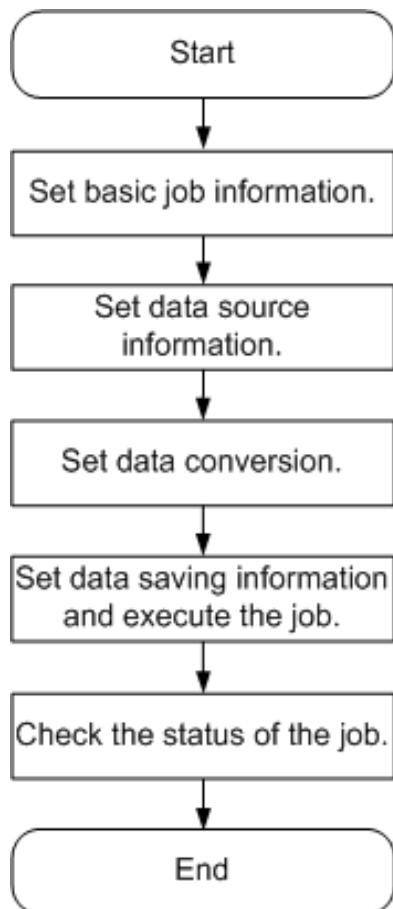 Start
Set basic job information.
Set data source
information.
Set data conversion.
Set data saving information
and execute the job.
Check the status of the job.
End